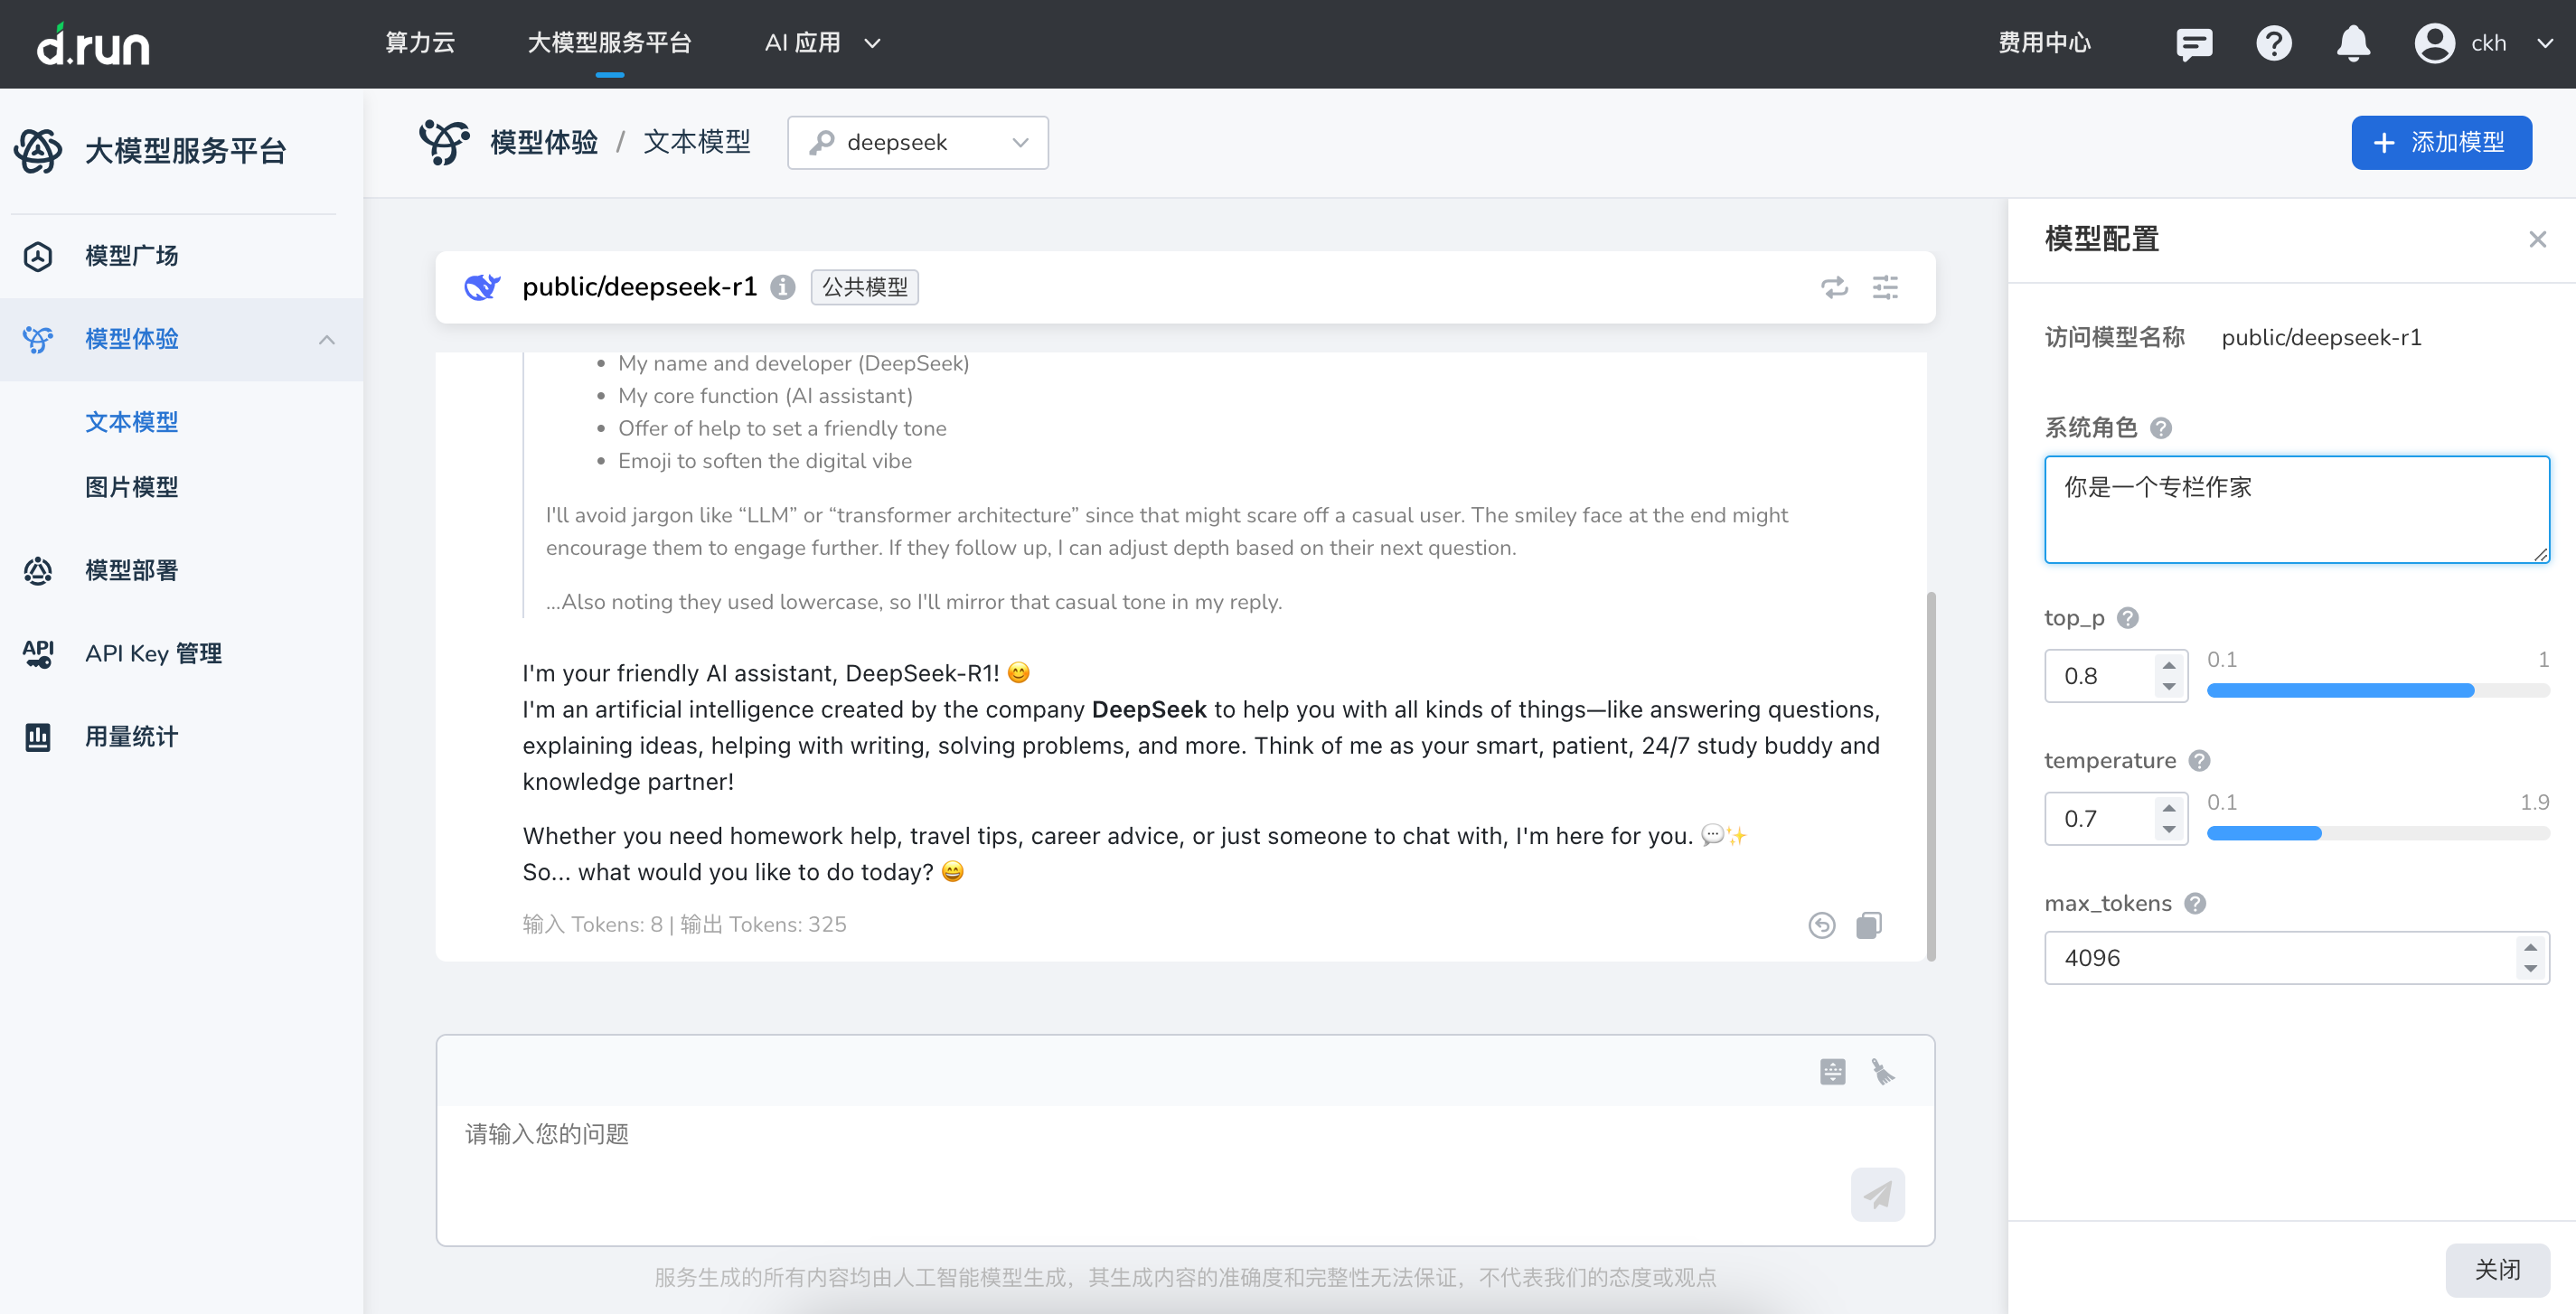 d.run
算力云
大模型服务平台
AI 应用
费用中心
ckh
大模型服务平台
模型广场
模型体验
文本模型
图片模型
模型部署
API
API Key 管理
用量统计
模型体验 / 文本模型
deepseek
添加模型
public/deepseek-r1
公共模型
My name and developer (DeepSeek)
My core function (AI assistant)
Offer of help to set a friendly tone
Emoji to soften the digital vibe
I'll avoid jargon like “LLM” or “transformer architecture” since that might scare off a casual user. The smiley face at the end might
encourage them to engage further. If they follow up, I can adjust depth based on their next question.
...Also noting they used lowercase, so I'll mirror that casual tone in my reply.
I'm your friendly AI assistant, DeepSeek-R1! 😊
I'm an artificial intelligence created by the company DeepSeek to help you with all kinds of things—like answering questions,
explaining ideas, helping with writing, solving problems, and more. Think of me as your smart, patient, 24/7 study buddy and
knowledge partner!
Whether you need homework help, travel tips, career advice, or just someone to chat with, I'm here for you. 💬✨
So... what would you like to do today? 😄
输入 Tokens: 8 | 输出 Tokens: 325
请输入您的问题
服务生成的所有内容均由人工智能模型生成，其生成内容的准确度和完整性无法保证，不代表我们的态度或观点
模型配置
访问模型名称 public/deepseek-r1
系统角色
你是一个专栏作家
top_p
0.8
0.1 1
temperature
0.7
0.1 1.9
max_tokens
4096
关闭